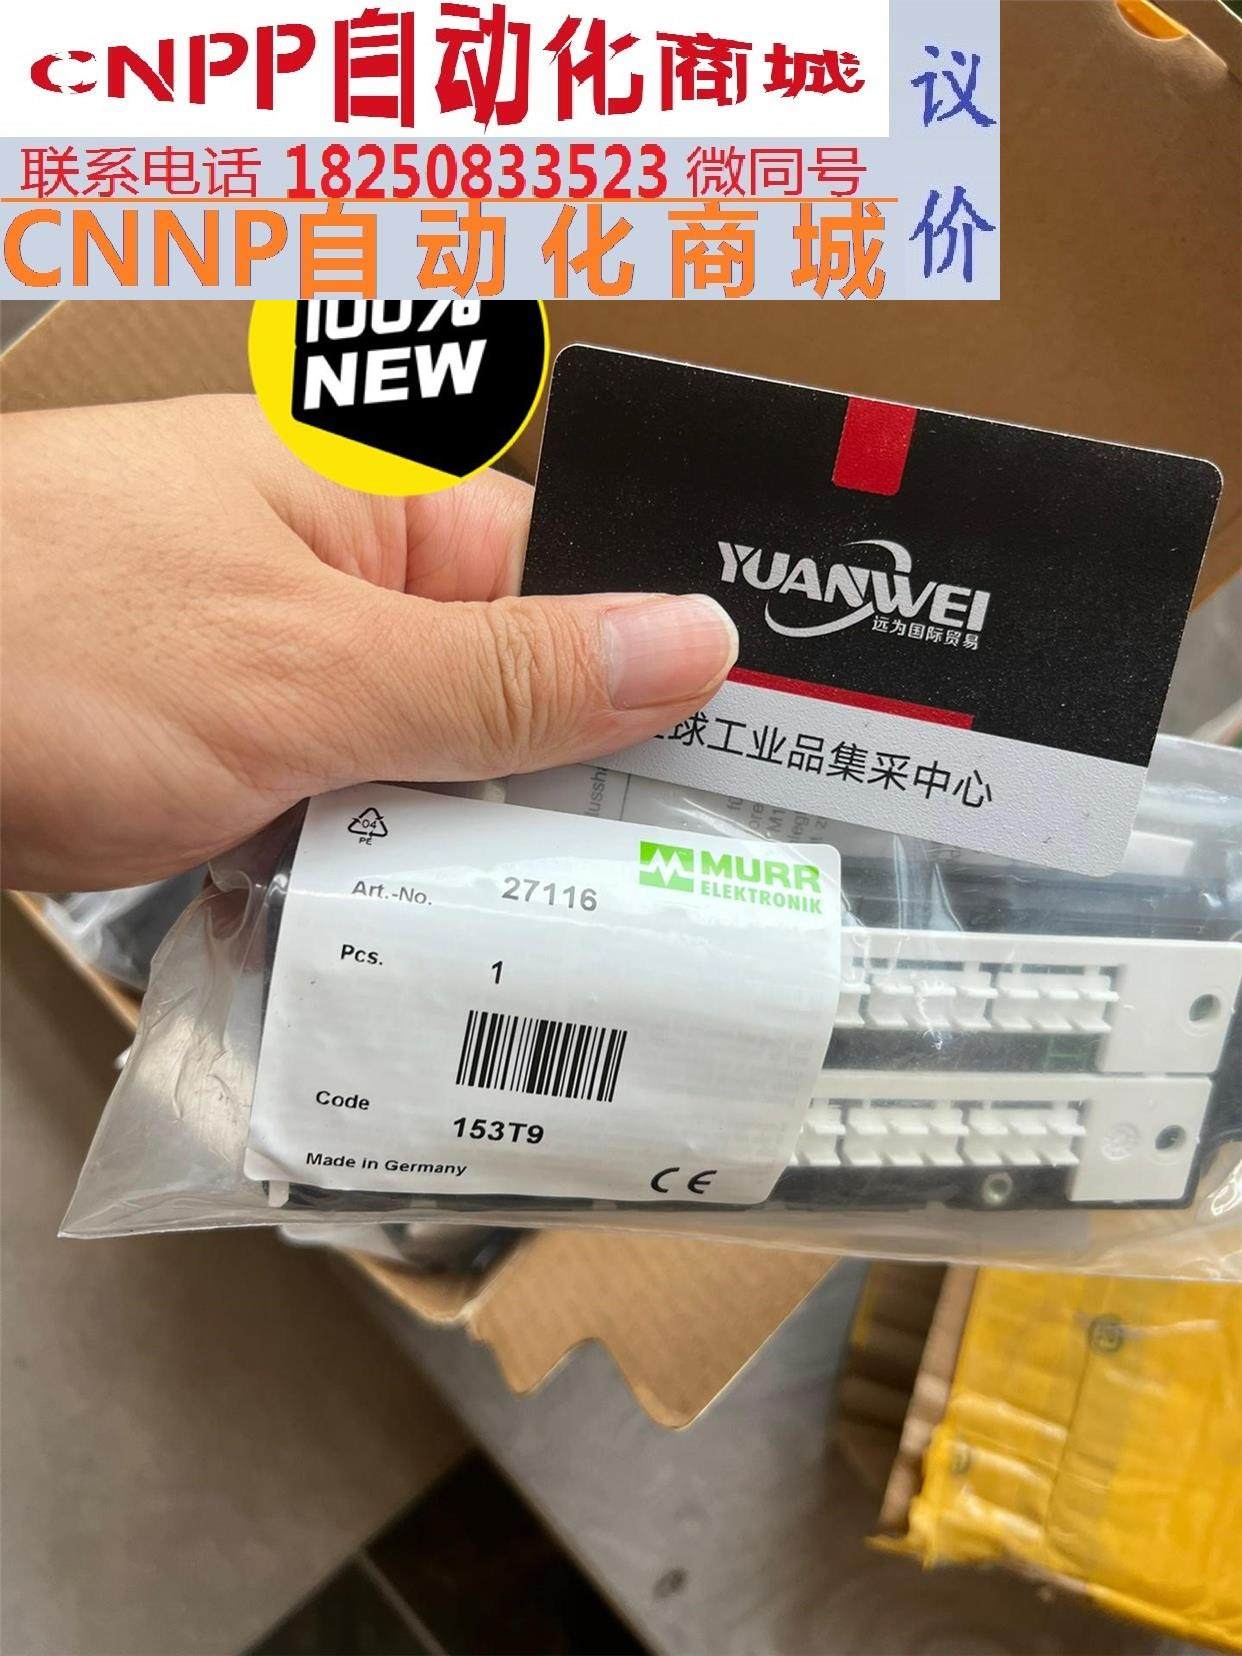 CNPP自动化商城
议价
联系电话 18250833523 微同号
CNNP自动化商城
100%
NEW
YUANWEI
远为国际贸易
球工业品集采中心
04
PE
MURR
ELEKTRONIK
Art.-No. 27116
Pcs. 1
Code 153T9
Made in Germany
CE